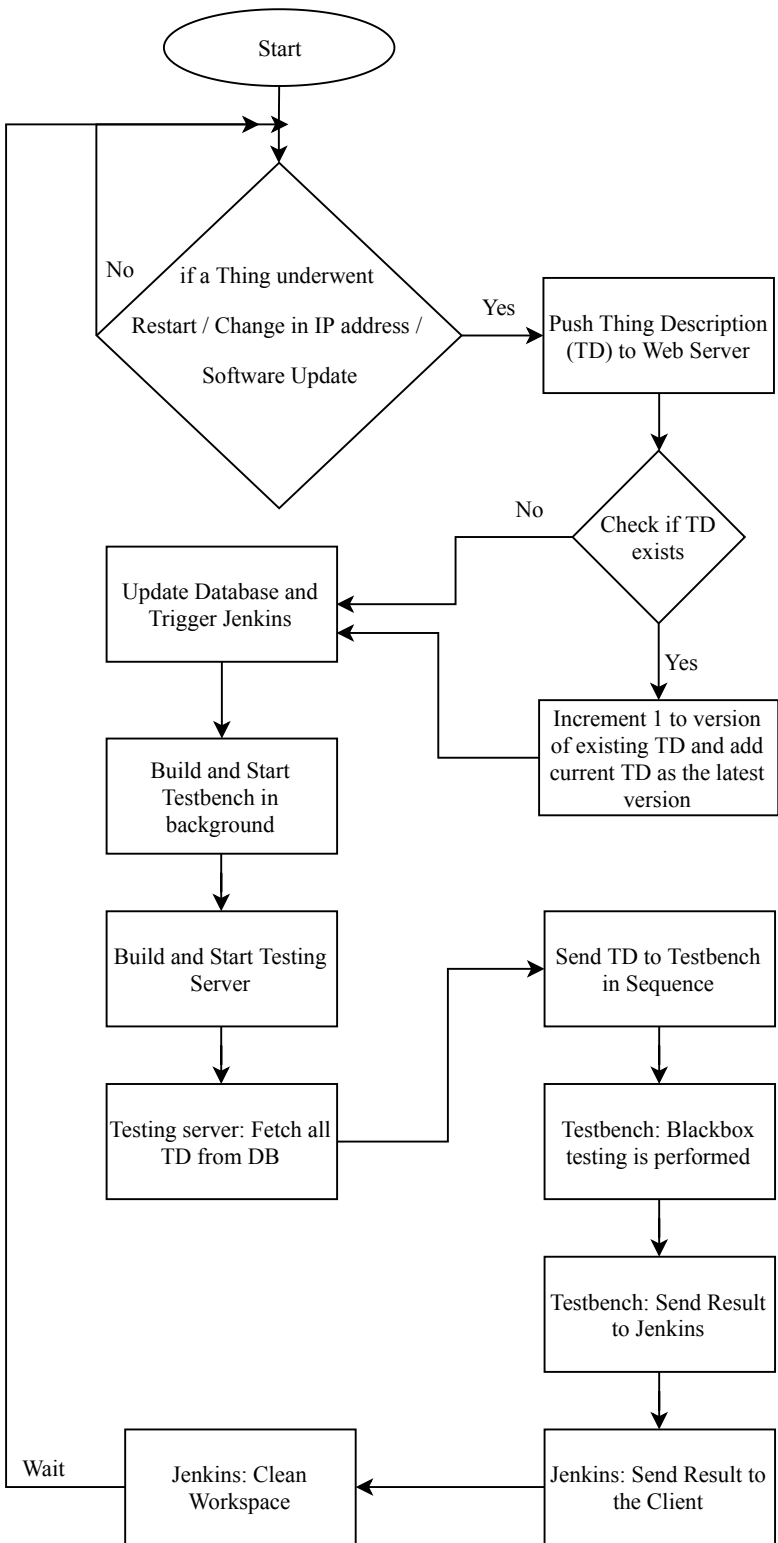 Start
No
if a Thing underwent
Restart / Change in IP address /
Software Update
Yes
Push Thing Description
(TD) to Web Server
Check if TD
exists
No
Yes
Update Database and
Trigger Jenkins
Increment 1 to version
of existing TD and add
current TD as the latest
version
Build and Start
Testbench in
background
Build and Start Testing
Server
Testing server: Fetch all
TD from DB
Send TD to Testbench
in Sequence
Testbench: Blackbox
testing is performed
Testbench: Send Result
to Jenkins
Jenkins: Send Result to
the Client
Jenkins: Clean
Workspace
Wait